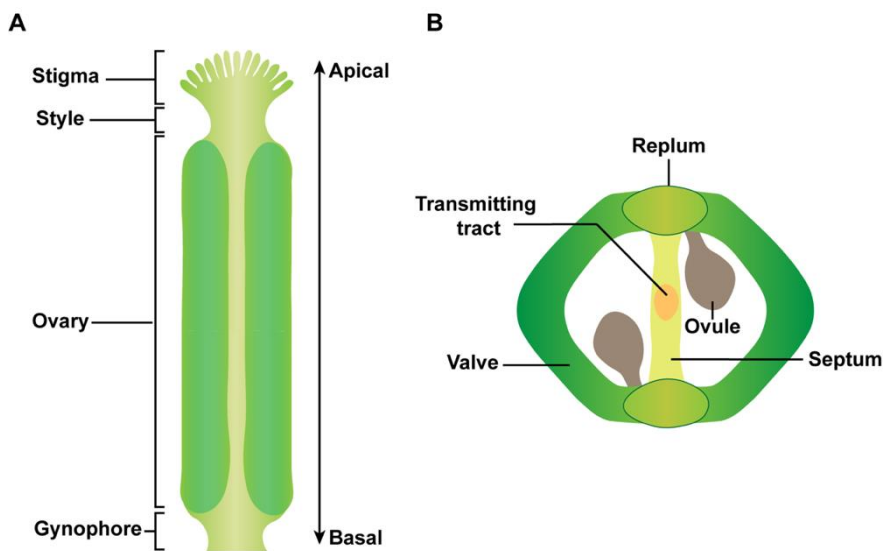 A
Stigma
Style
Ovary
Gynophore
Apical
Basal
B
Replum
Transmitting
tract
Ovule
Valve
Septum